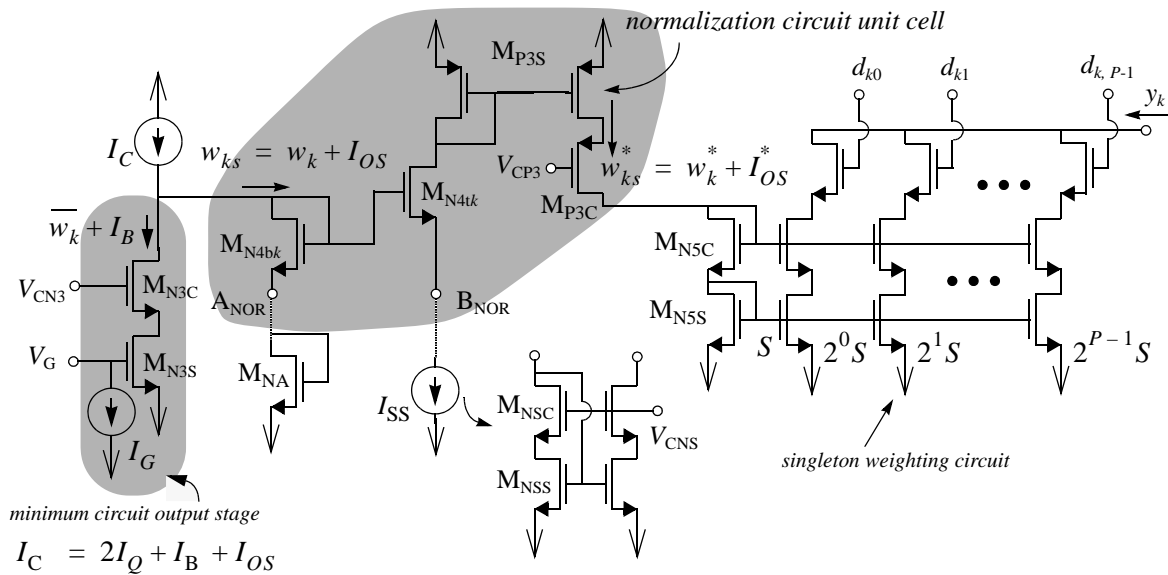 normalization circuit unit cell
M_P3S
d_k0
d_k1
d_k, P-1
y_k
I_C
w_ks = w_k + I_OS
V_CP3
w*_ks = w*_k + I*_OS
M_N4tk
M_P3C
\overline{w_k} + I_B
M_N4bk
M_N5C
V_CN3
M_N3C
A_NOR
B_NOR
M_N5S
V_G
M_N3S
S
2^0 S
2^1 S
2^{P-1} S
M_NA
I_SS
M_NSC
V_CNS
I_G
M_NSS
singleton weighting circuit
minimum circuit output stage
I_C = 2I_Q + I_B + I_OS